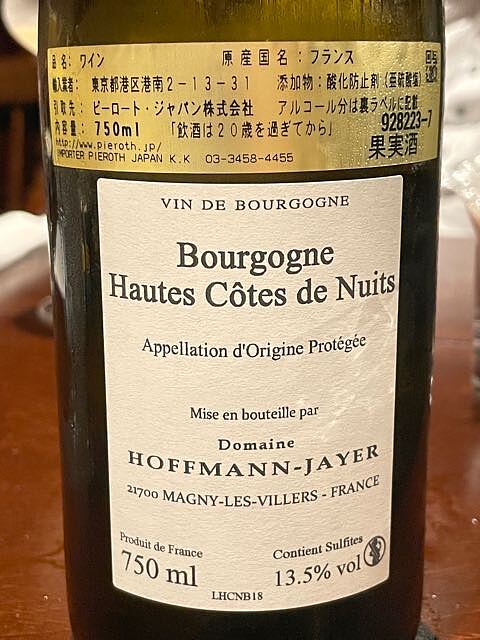 品名：ワイン 原産国名：フランス
輸入業者：東京都港区港南2-13-31 添加物：酸化防止剤(亜硫酸塩)
引取先：ピーロート・ジャパン株式会社 アルコール分は裏ラベルに記載
内容量：750ml 「飲酒は20歳を過ぎてから」 928223-7
http://www.pieroth.jp/ 果実酒
IMPORTER PIEROTH JAPAN K.K 03-3458-4455
VIN DE BOURGOGNE
Bourgogne
Hautes Côtes de Nuits
Appellation d'Origine Protégée
Mise en bouteille par
Domaine
HOFFMANN-JAYER
21700 MAGNY-LES-VILLERS - FRANCE
Produit de France Contient Sulfites
750 ml 13.5% vol
LHCNB18